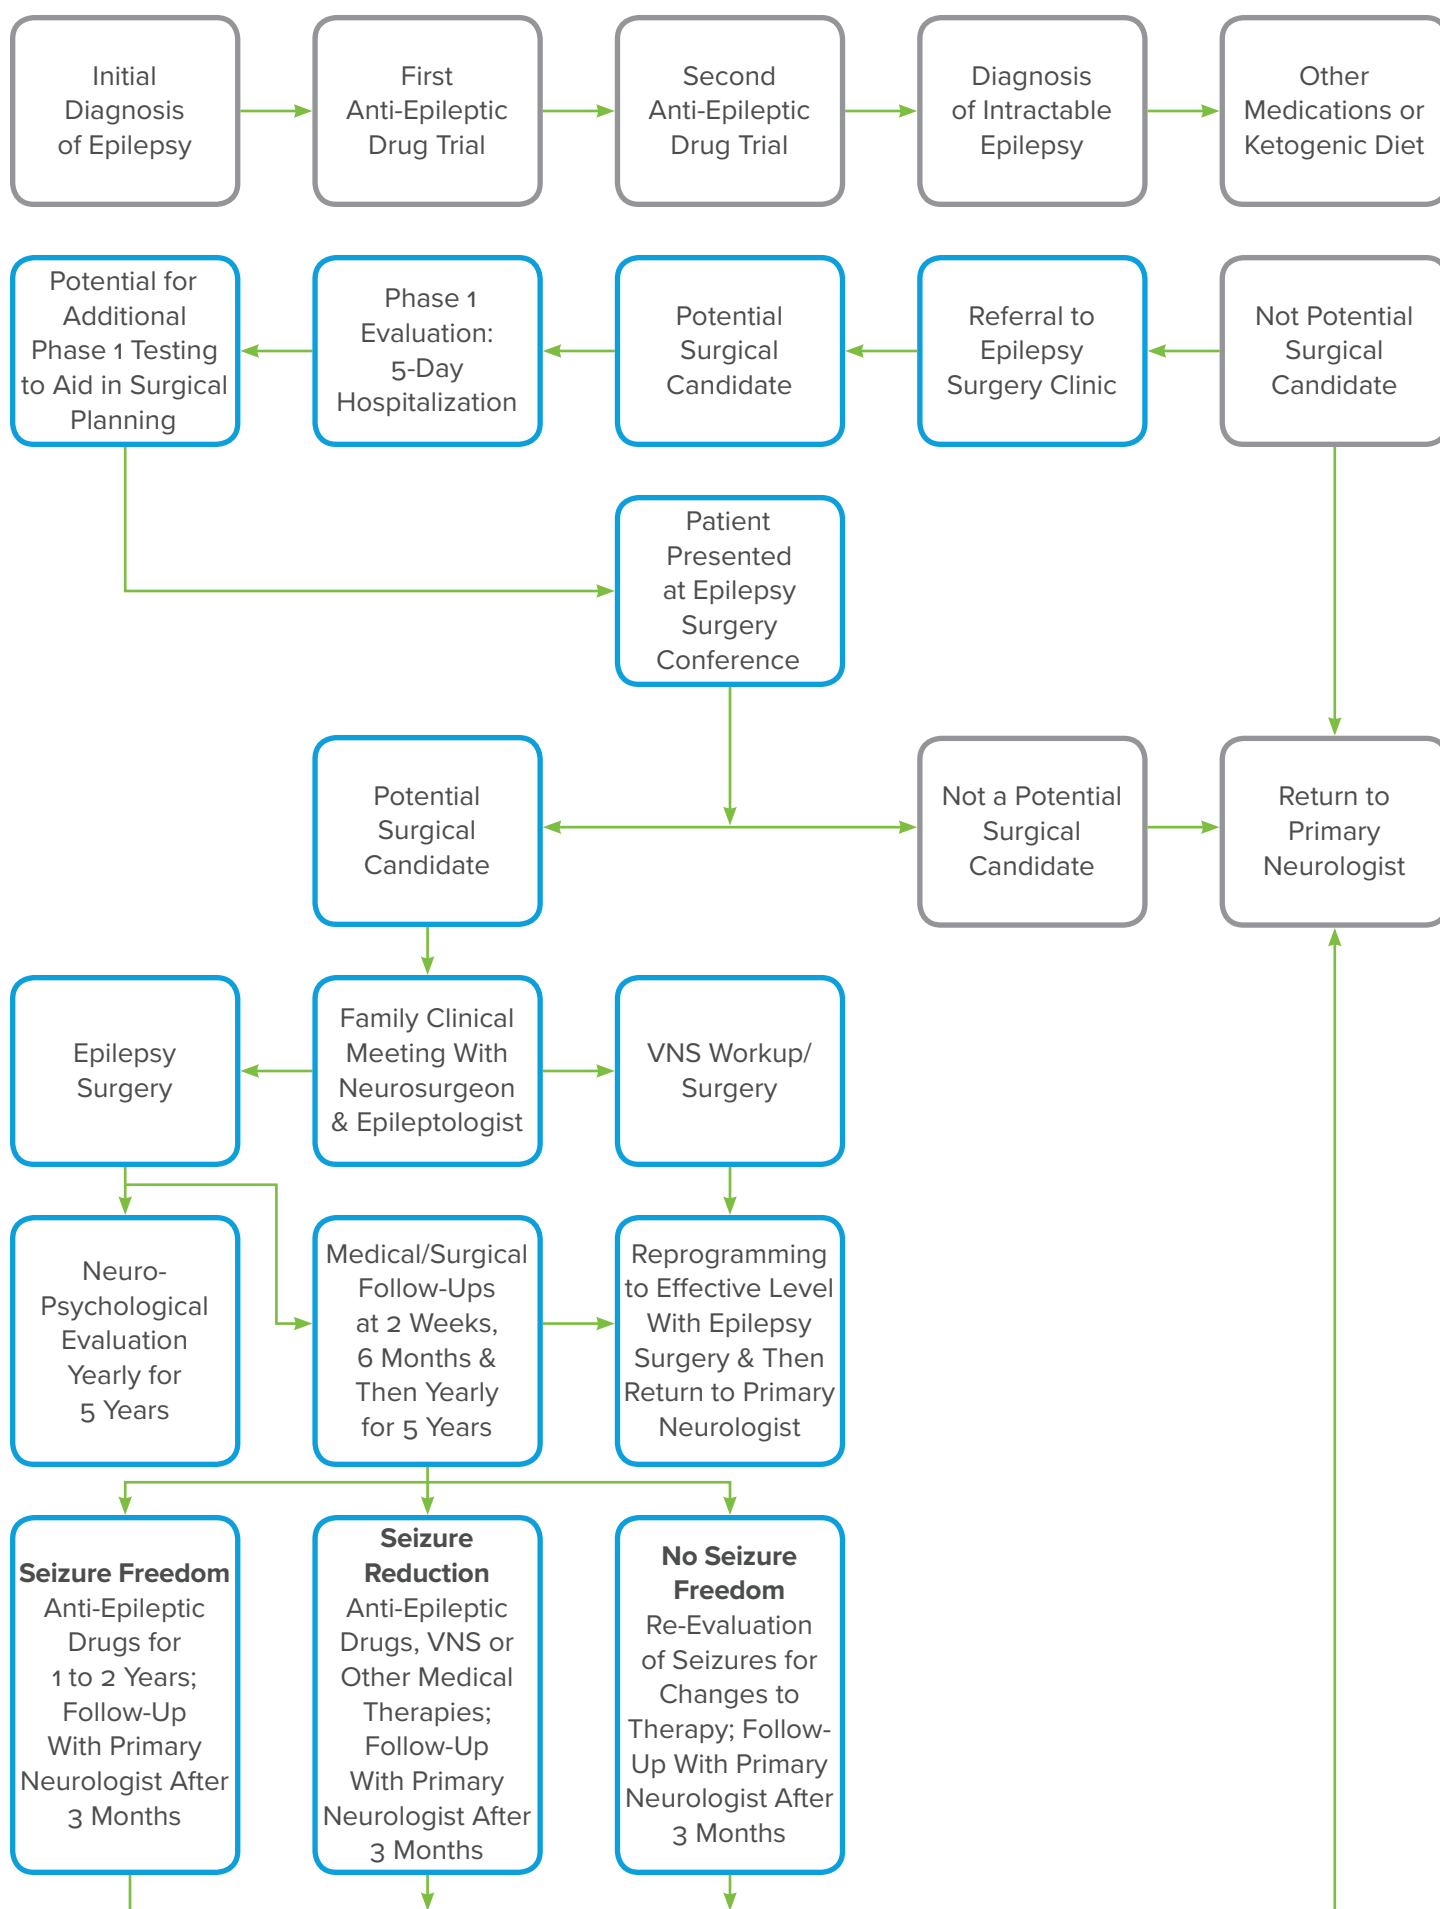 Initial
Diagnosis
of Epilepsy
First
Anti-Epileptic
Drug Trial
Second
Anti-Epileptic
Drug Trial
Diagnosis
of Intractable
Epilepsy
Other
Medications or
Ketogenic Diet
Potential for
Additional
Phase 1 Testing
to Aid in Surgical
Planning
Phase 1
Evaluation:
5-Day
Hospitalization
Potential
Surgical
Candidate
Referral to
Epilepsy
Surgery Clinic
Not Potential
Surgical
Candidate
Patient
Presented
at Epilepsy
Surgery
Conference
Potential
Surgical
Candidate
Not a Potential
Surgical
Candidate
Return to
Primary
Neurologist
Epilepsy
Surgery
Family Clinical
Meeting With
Neurosurgeon
& Epileptologist
VNS Workup/
Surgery
Neuro-
Psychological
Evaluation
Yearly for
5 Years
Medical/Surgical
Follow-Ups
at 2 Weeks,
6 Months &
Then Yearly
for 5 Years
Reprogramming
to Effective Level
With Epilepsy
Surgery & Then
Return to Primary
Neurologist
Seizure Freedom
Anti-Epileptic
Drugs for
1 to 2 Years;
Follow-Up
With Primary
Neurologist After
3 Months
Seizure
Reduction
Anti-Epileptic
Drugs, VNS or
Other Medical
Therapies;
Follow-Up
With Primary
Neurologist After
3 Months
No Seizure
Freedom
Re-Evaluation
of Seizures for
Changes to
Therapy; Follow-
Up With Primary
Neurologist After
3 Months